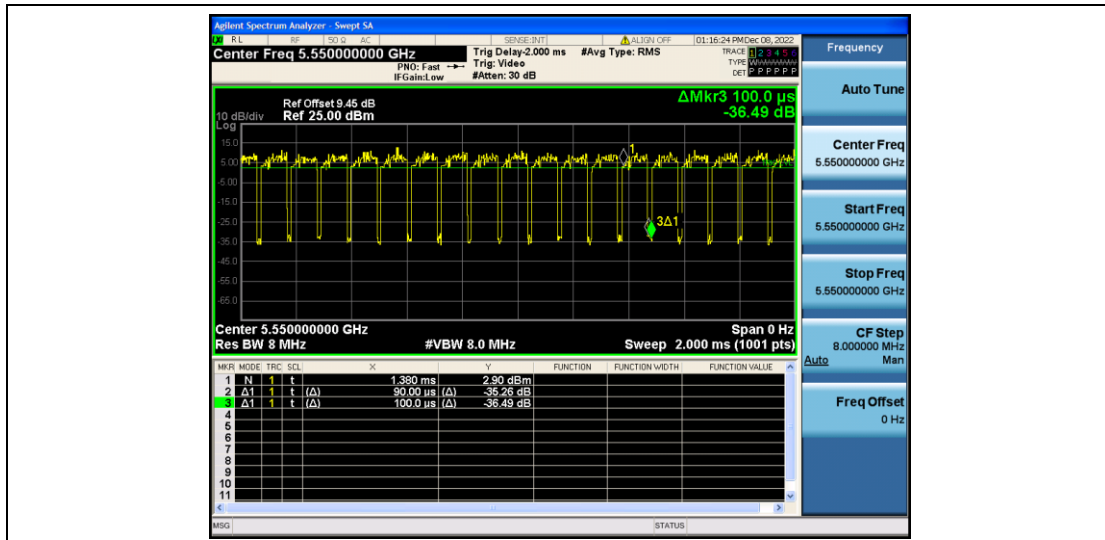 Agilent Spectrum Analyzer - Swept SA
RL RF 50 Ω AC SENSE:INT ALIGN OFF 01:16:24 PM Dec 08, 2022
Center Freq 5.550000000 GHz
PNO: Fast
IFGain:Low
Trig Delay-2.000 ms
Trig: Video
#Atten: 30 dB
#Avg Type: RMS
TRACE 1 2 3 4 5 6
TYPE WWWWWW
DET P P P P P P
Ref Offset 9.45 dB
10 dB/div Ref 25.00 dBm
Log
ΔMkr3 100.0 µs
-36.49 dB
15.0
5.00
-5.00
-15.0
-25.0
-35.0
-45.0
-55.0
-65.0
1
3Δ1
Center 5.550000000 GHz Span 0 Hz
Res BW 8 MHz #VBW 8.0 MHz Sweep 2.000 ms (1001 pts)
MKR MODE TRC SCL X Y FUNCTION FUNCTION WIDTH FUNCTION VALUE
1 N 1 t 1.380 ms 2.90 dBm
2 Δ1 1 t (Δ) 90.00 µs (Δ) -35.26 dB
3 Δ1 1 t (Δ) 100.0 µs (Δ) -36.49 dB
4
5
6
7
8
9
10
11
MSG STATUS
Frequency
Auto Tune
Center Freq
5.550000000 GHz
Start Freq
5.550000000 GHz
Stop Freq
5.550000000 GHz
CF Step
8.000000 MHz
Auto Man
Freq Offset
0 Hz